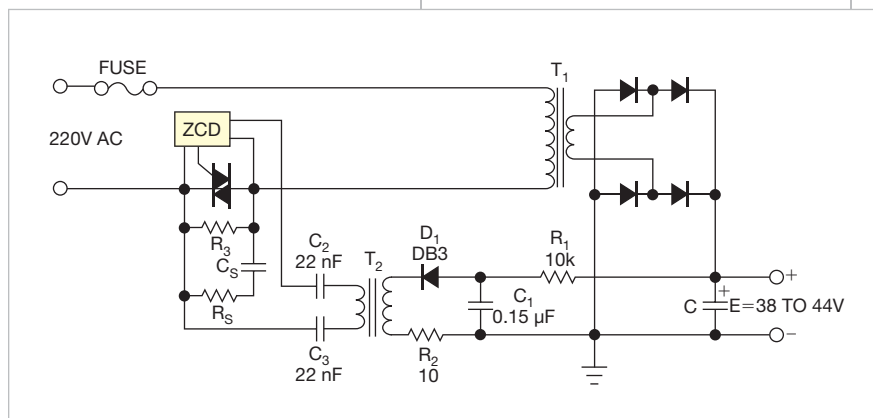 FUSE
T1
ZCD
220V AC
R3
CS
RS
C2
22 nF
T2
D1
DB3
R1
10k
C1
0.15 µF
C
+
E=38 TO 44V
+
−
C3
22 nF
R2
10